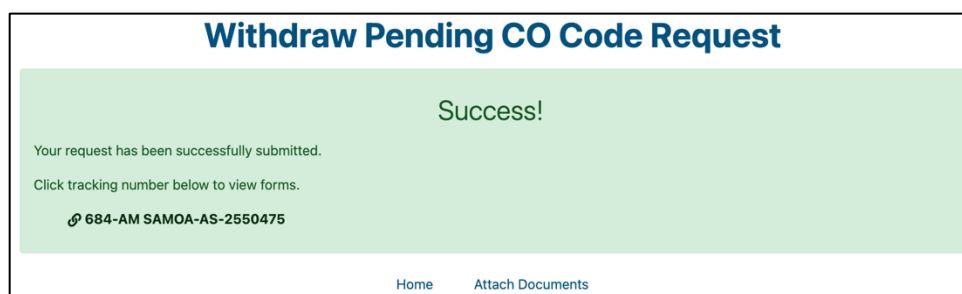 Withdraw Pending CO Code Request
Success!
Your request has been successfully submitted.
Click tracking number below to view forms.
684-AM SAMOA-AS-2550475
Home Attach Documents